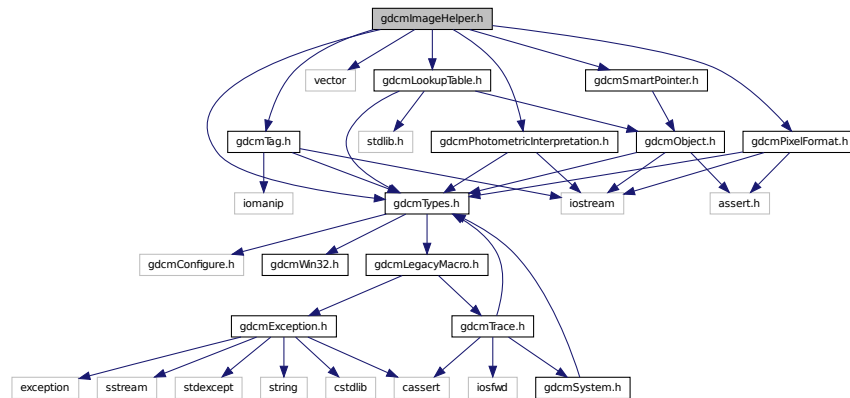 gdcmImageHelper.h
vector
gdcmLookupTable.h
gdcmSmartPointer.h
gdcmTag.h
stdlib.h
gdcmPhotometricInterpretation.h
gdcmObject.h
gdcmPixelFormat.h
iomanip
gdcmTypes.h
iostream
assert.h
gdcmConfigure.h
gdcmWin32.h
gdcmLegacyMacro.h
gdcmException.h
gdcmTrace.h
exception
sstream
stdexcept
string
cstdlib
cassert
iosfwd
gdcmSystem.h